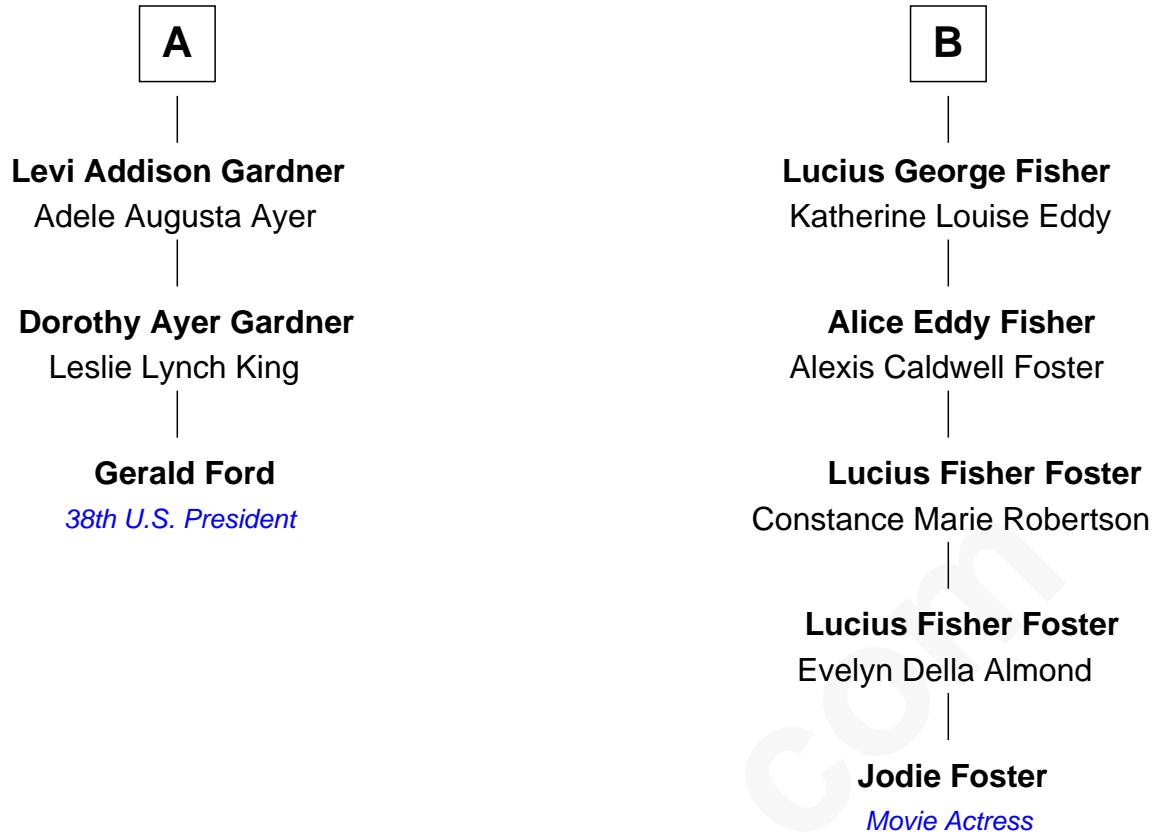 A
Levi Addison Gardner
Adele Augusta Ayer
Dorothy Ayer Gardner
Leslie Lynch King
Gerald Ford
38th U.S. President
B
Lucius George Fisher
Katherine Louise Eddy
Alice Eddy Fisher
Alexis Caldwell Foster
Lucius Fisher Foster
Constance Marie Robertson
Lucius Fisher Foster
Evelyn Della Almond
Jodie Foster
Movie Actress
com